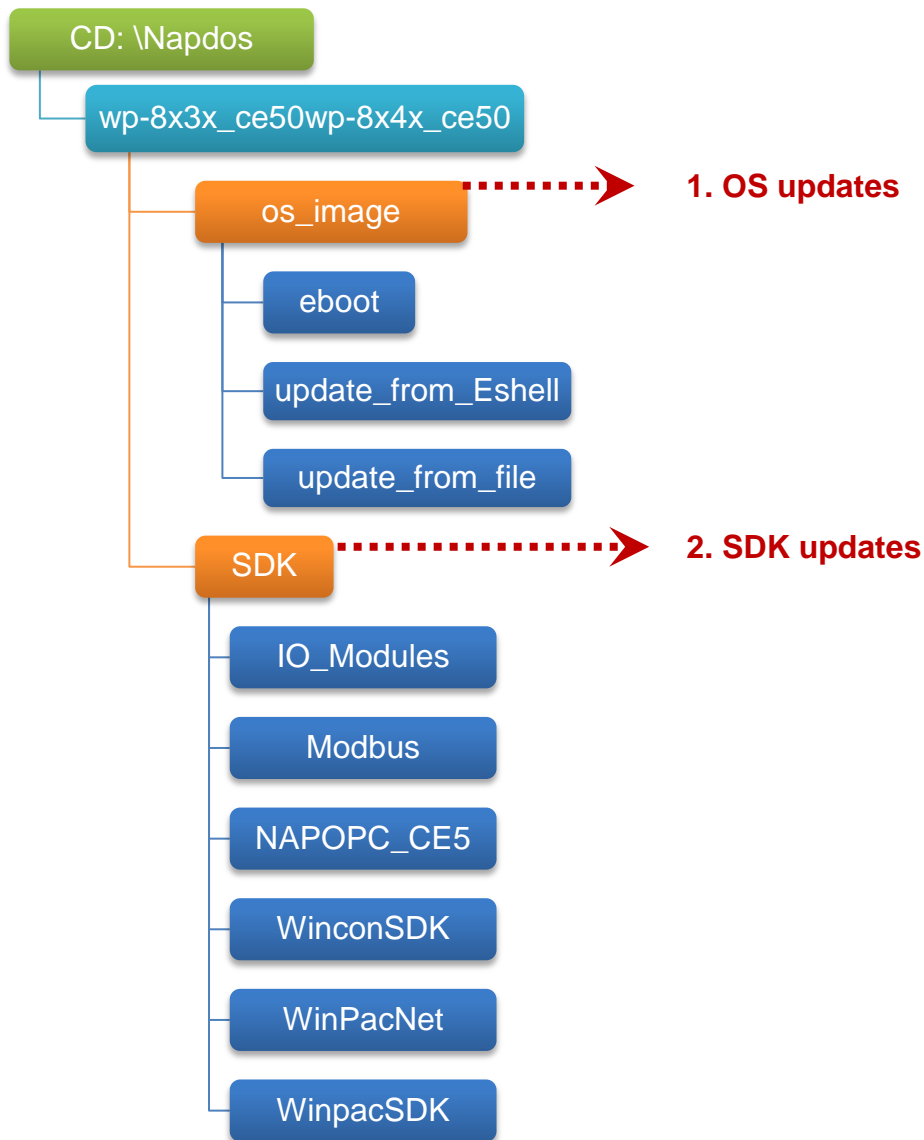 CD: \Napdos
wp-8x3x_ce50wp-8x4x_ce50
os_image
1. OS updates
eboot
update_from_Eshell
update_from_file
SDK
2. SDK updates
IO_Modules
Modbus
NAPOPC_CE5
WinconSDK
WinPacNet
WinpacSDK